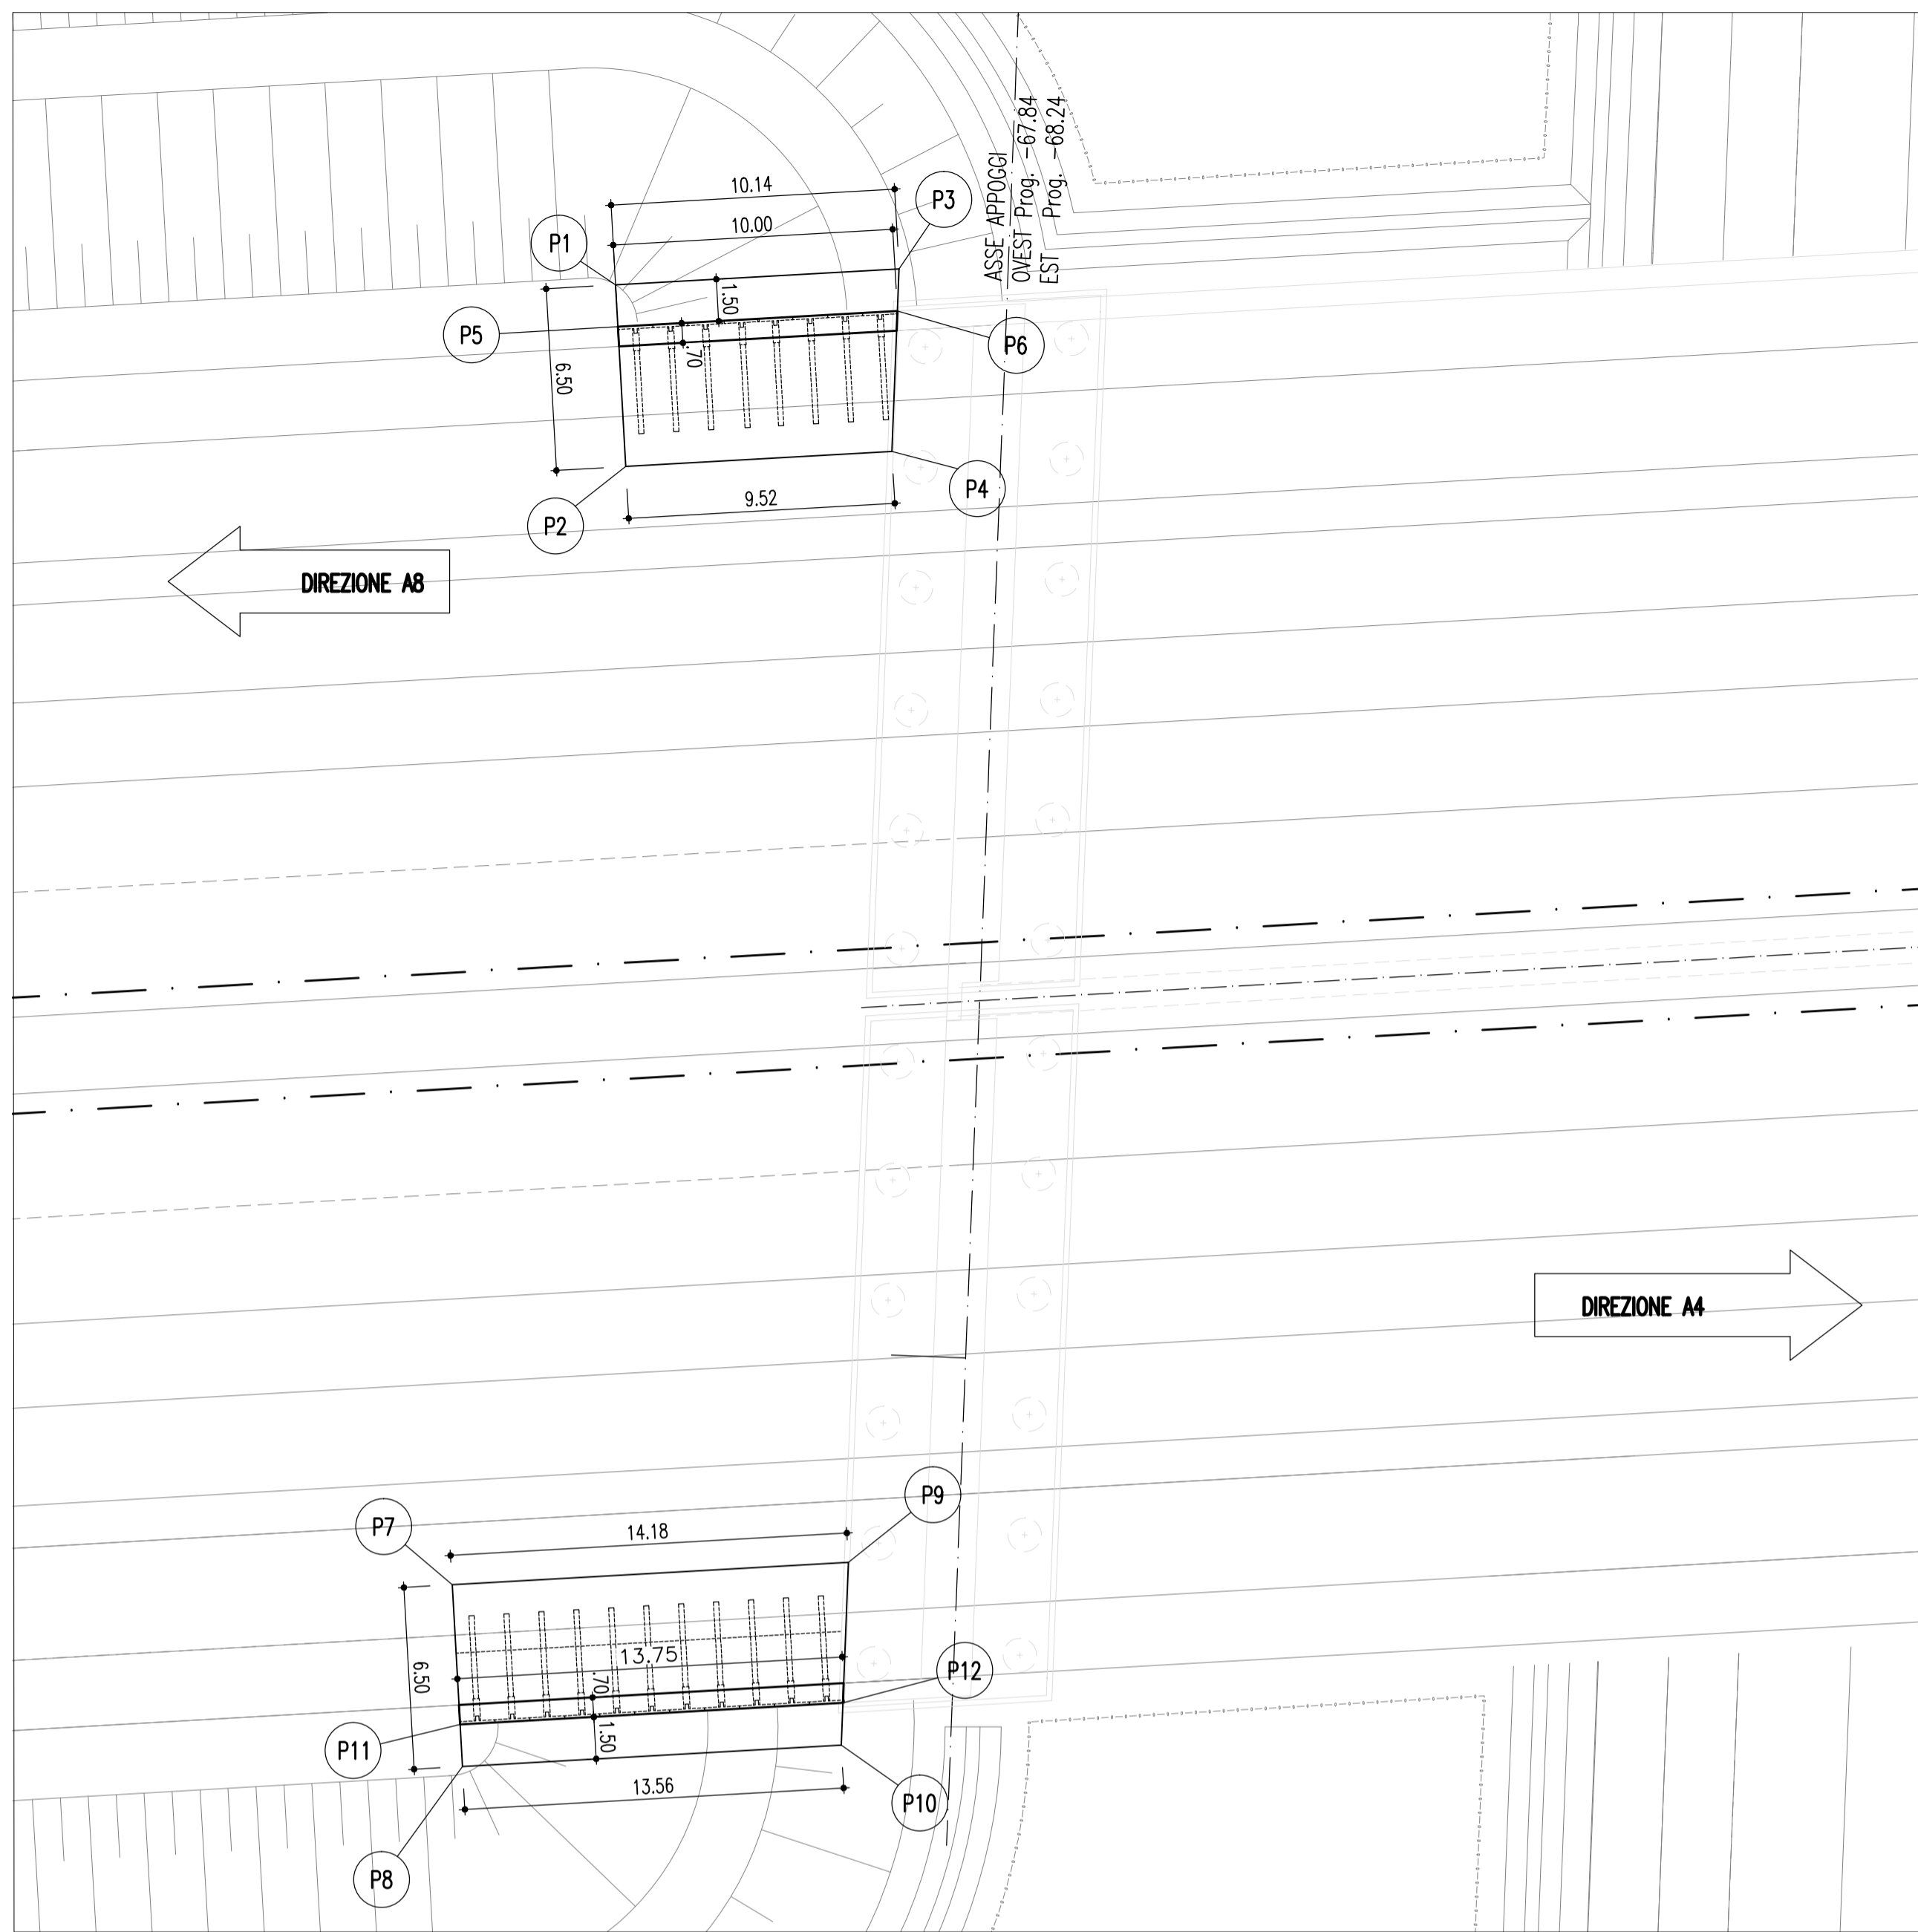 ASSE APPOGGI
OVEST Prog. -67.84
EST Prog. -68.24
10.14
P3
10.00
P1
1.50
P5
P6
.70
6.50
P4
9.52
P2
DIREZIONE A8
DIREZIONE A4
P9
P7
14.18
13.75
P12
6.50
.70
1.50
P11
13.56
P10
P8